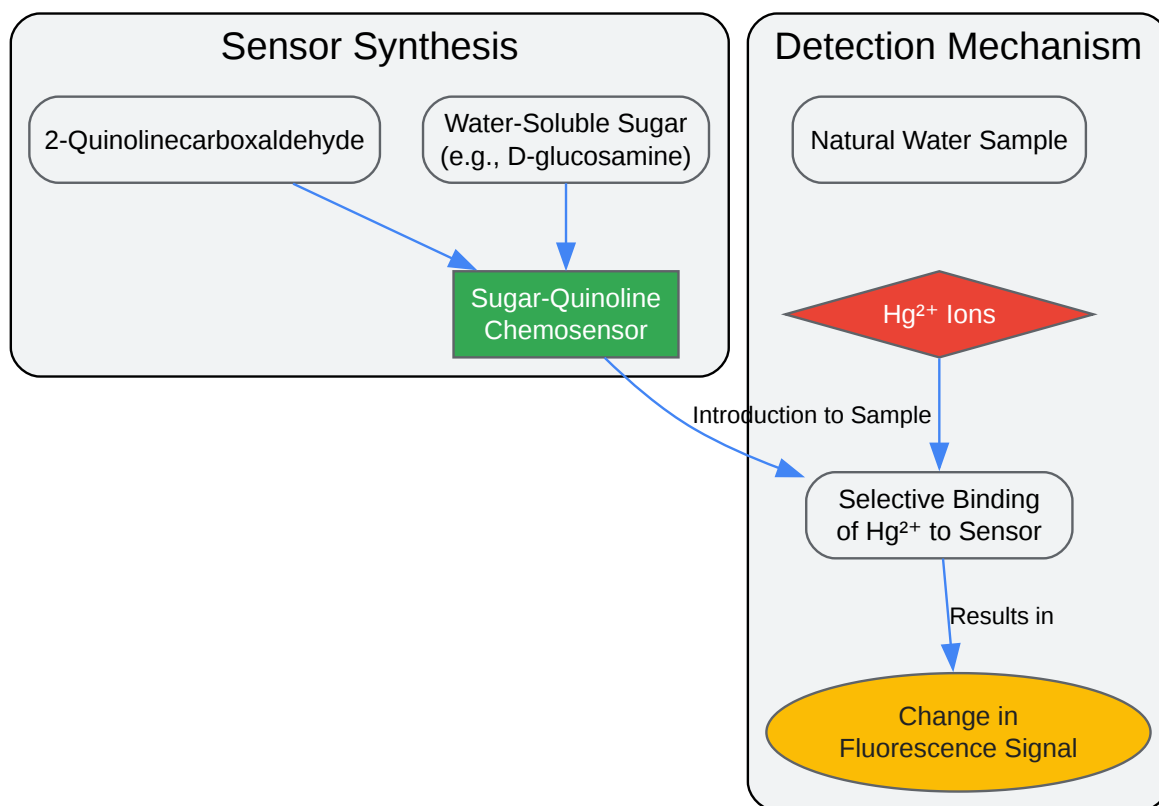 Sensor Synthesis
2-Quinolinecarboxaldehyde
Water-Soluble Sugar
(e.g., D-glucosamine)
Sugar-Quinoline
Chemosensor
Detection Mechanism
Natural Water Sample
Hg²⁺ Ions
Introduction to Sample
Selective Binding
of Hg²⁺ to Sensor
Results in
Change in
Fluorescence Signal